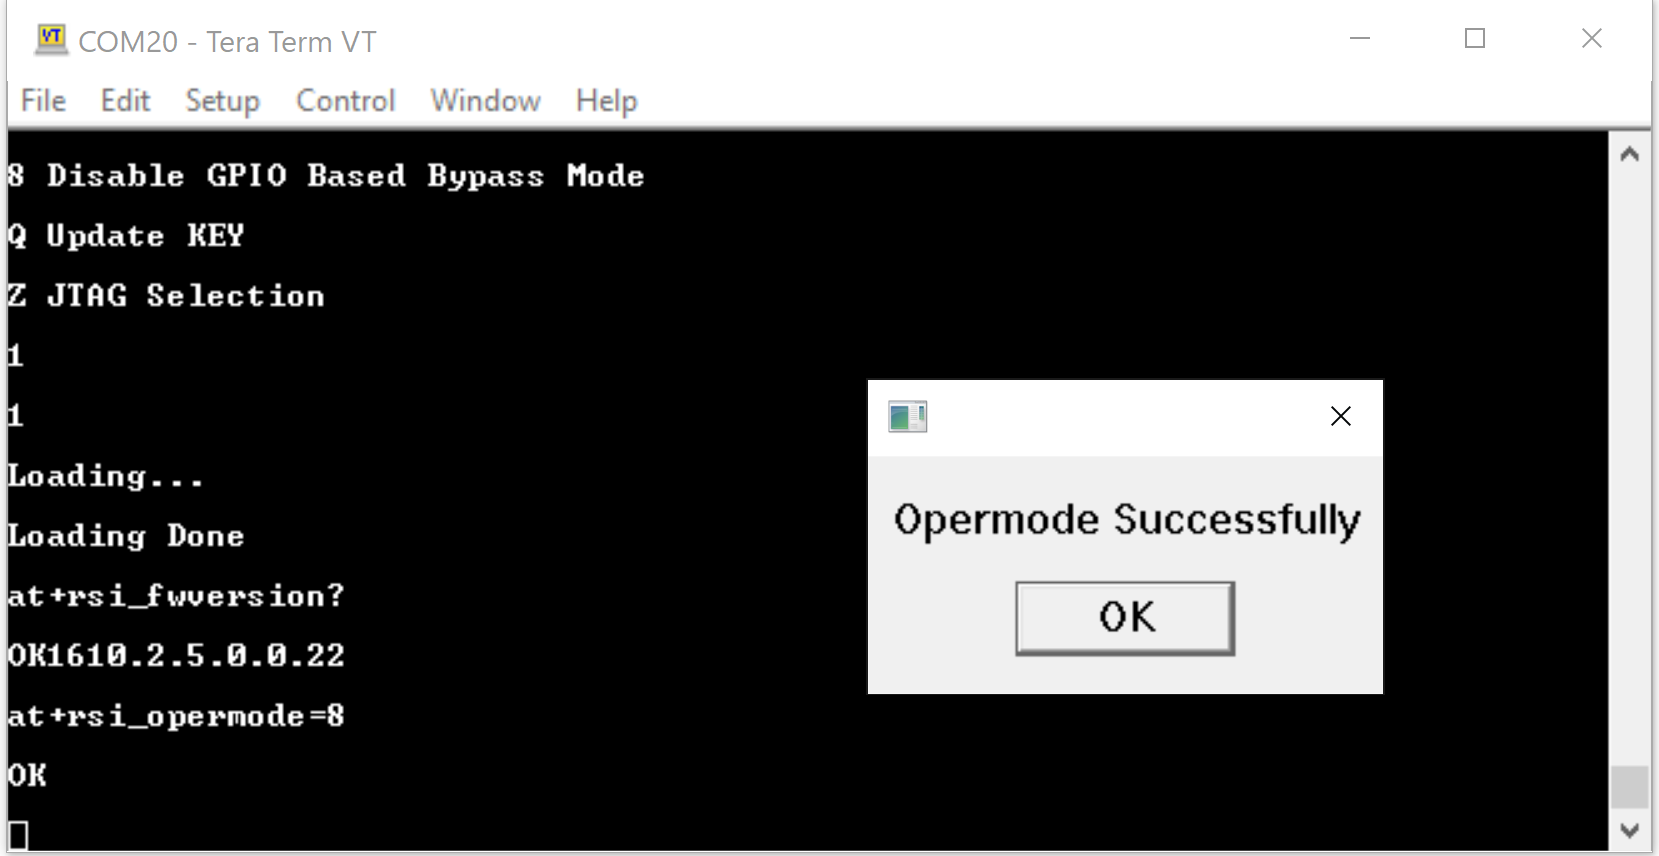 VT COM20 - Tera Term VT
File Edit Setup Control Window Help
8 Disable GPIO Based Bypass Mode
Q Update KEY
Z JTAG Selection
1
1
Loading...
Loading Done
at+rsi_fwversion?
OK1610.2.5.0.0.22
at+rsi_opermode=8
OK
Opermode Successfully
OK